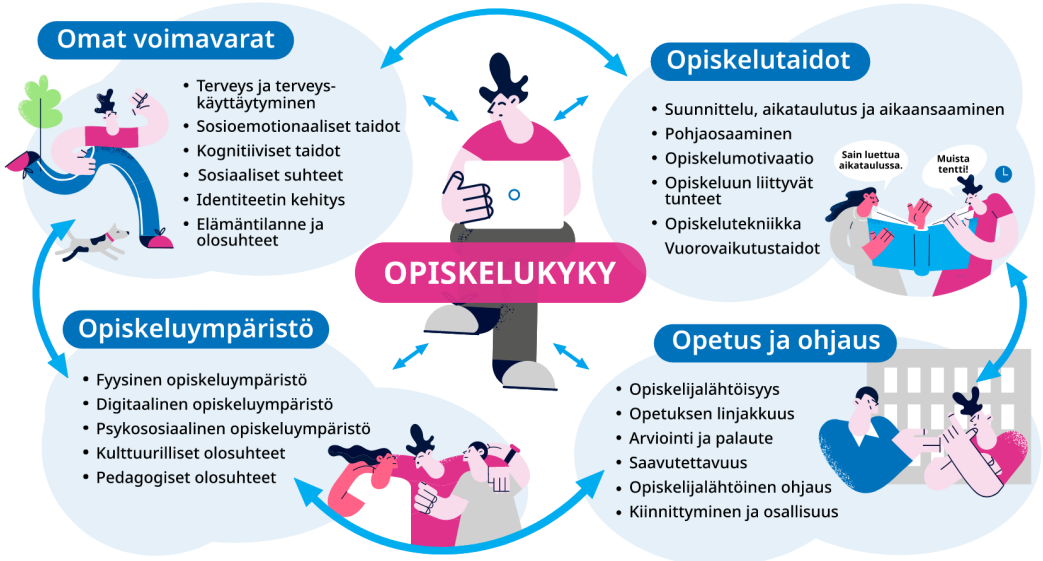 Omat voimavarat
Terveys ja terveys-
käyttäytyminen
Sosioemotionaaliset taidot
Kognitiiviset taidot
Sosiaaliset suhteet
Identiteetin kehitys
Elämäntilanne ja
olosuhteet
Opiskelutaidot
Suunnittelu, aikataulutus ja aikaansaaminen
Pohjaosaaminen
Opiskelumotivaatio
Opiskeluun liittyvät
tunteet
Opiskelutekniikka
Vuorovaikutustaidot
Sain luettua
aikataulussa.
Muista
tentti!
OPISKELUKYKY
Opiskeluympäristö
Fyysinen opiskeluympäristö
Digitaalinen opiskeluympäristö
Psykososiaalinen opiskeluympäristö
Kulttuurilliset olosuhteet
Pedagogiset olosuhteet
Opetus ja ohjaus
Opiskelijalähtöisyys
Opetuksen linjakkuus
Arviointi ja palaute
Saavutettavuus
Opiskelijalähtöinen ohjaus
Kiinnittyminen ja osallisuus